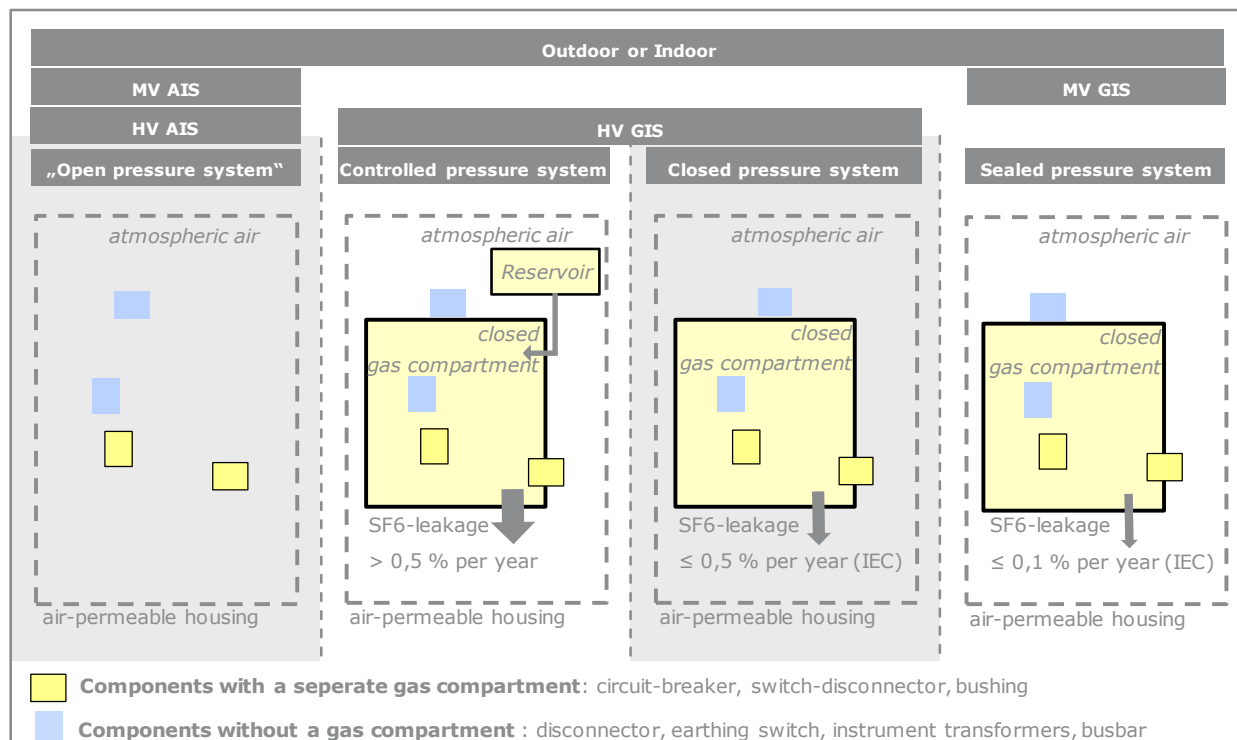 Outdoor or Indoor
MV AIS
MV GIS
HV AIS
HV GIS
„Open pressure system“
Controlled pressure system
Closed pressure system
Sealed pressure system
atmospheric air
atmospheric air
atmospheric air
atmospheric air
Reservoir
closed
gas compartment
closed
gas compartment
closed
gas compartment
SF6-leakage
> 0,5 % per year
SF6-leakage
≤ 0,5 % per year (IEC)
SF6-leakage
≤ 0,1 % per year (IEC)
air-permeable housing
air-permeable housing
air-permeable housing
air-permeable housing
Components with a seperate gas compartment: circuit-breaker, switch-disconnector, bushing
Components without a gas compartment : disconnector, earthing switch, instrument transformers, busbar